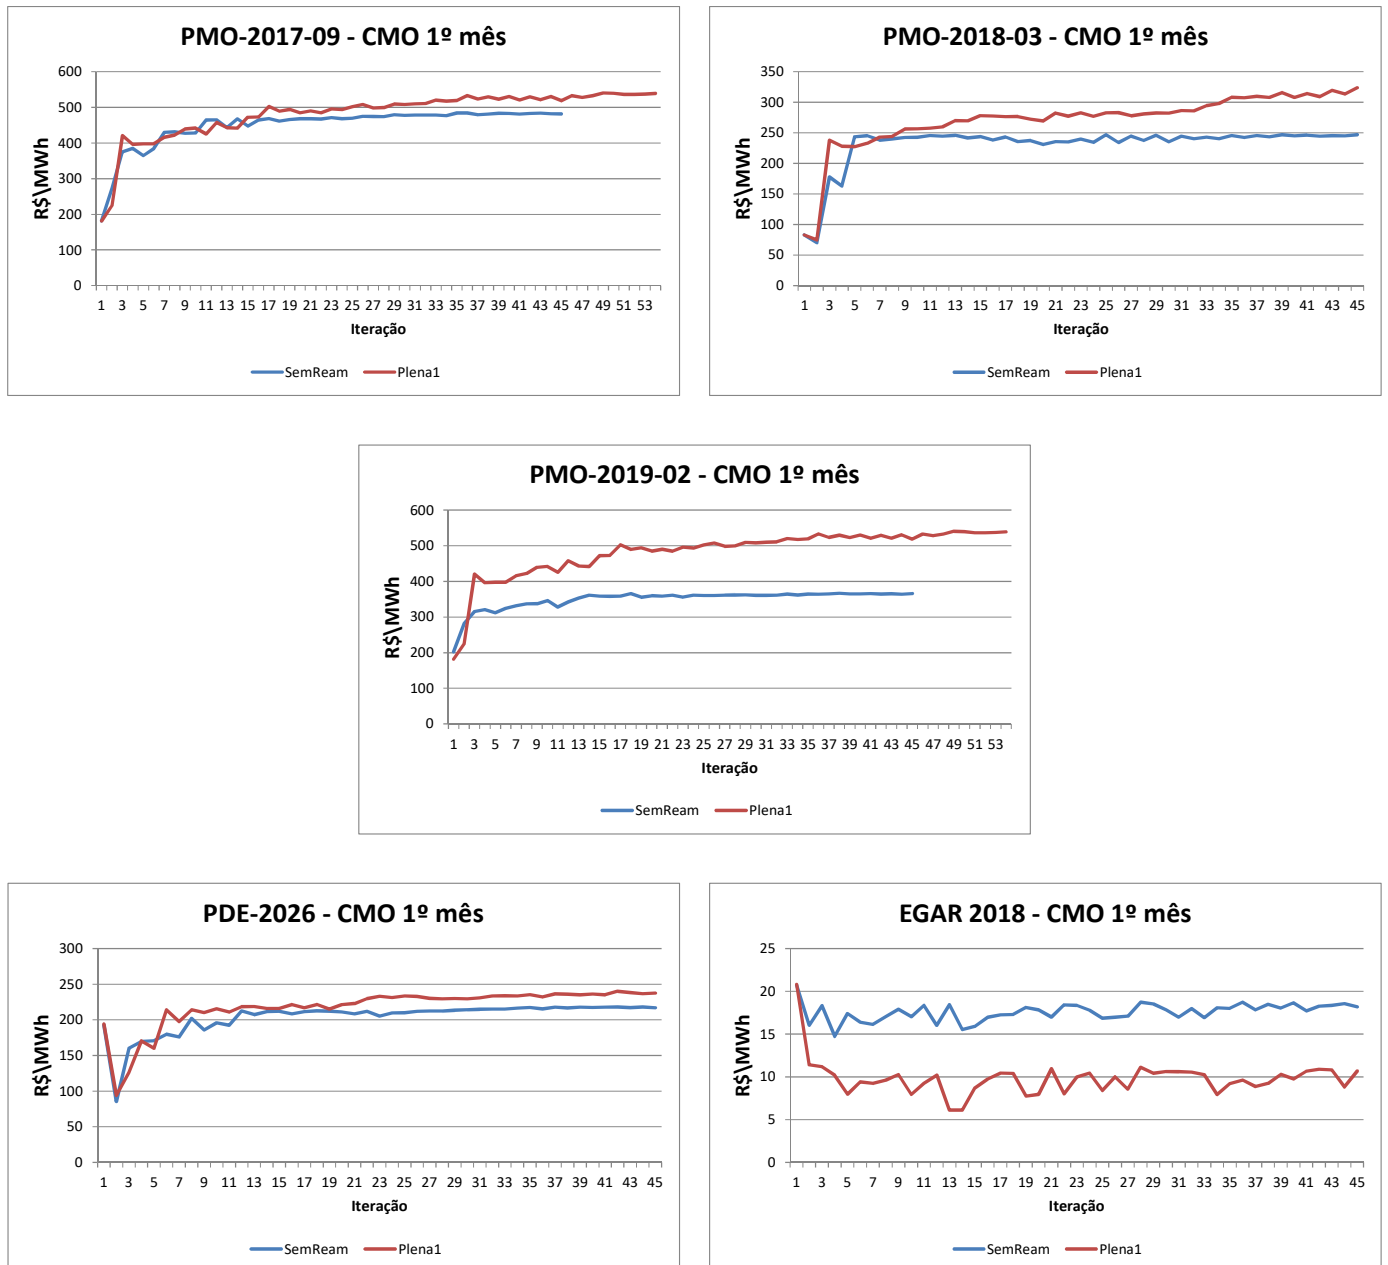 PMO-2017-09 - CMO 1º mês
R$\MWh
600
500
400
300
200
100
0
1 3 5 7 9 11 13 15 17 19 21 23 25 27 29 31 33 35 37 39 41 43 45 47 49 51 53
Iteração
SemReam Plena1
PMO-2018-03 - CMO 1º mês
R$\MWh
350
300
250
200
150
100
50
0
1 3 5 7 9 11 13 15 17 19 21 23 25 27 29 31 33 35 37 39 41 43 45
Iteração
SemReam Plena1
PMO-2019-02 - CMO 1º mês
R$\MWh
600
500
400
300
200
100
0
1 3 5 7 9 11 13 15 17 19 21 23 25 27 29 31 33 35 37 39 41 43 45 47 49 51 53
Iteração
SemReam Plena1
PDE-2026 - CMO 1º mês
R$\MWh
300
250
200
150
100
50
0
1 3 5 7 9 11 13 15 17 19 21 23 25 27 29 31 33 35 37 39 41 43 45
Iteração
SemReam Plena1
EGAR 2018 - CMO 1º mês
R$\MWh
25
20
15
10
5
0
1 3 5 7 9 11 13 15 17 19 21 23 25 27 29 31 33 35 37 39 41 43 45
Iteração
SemReam Plena1